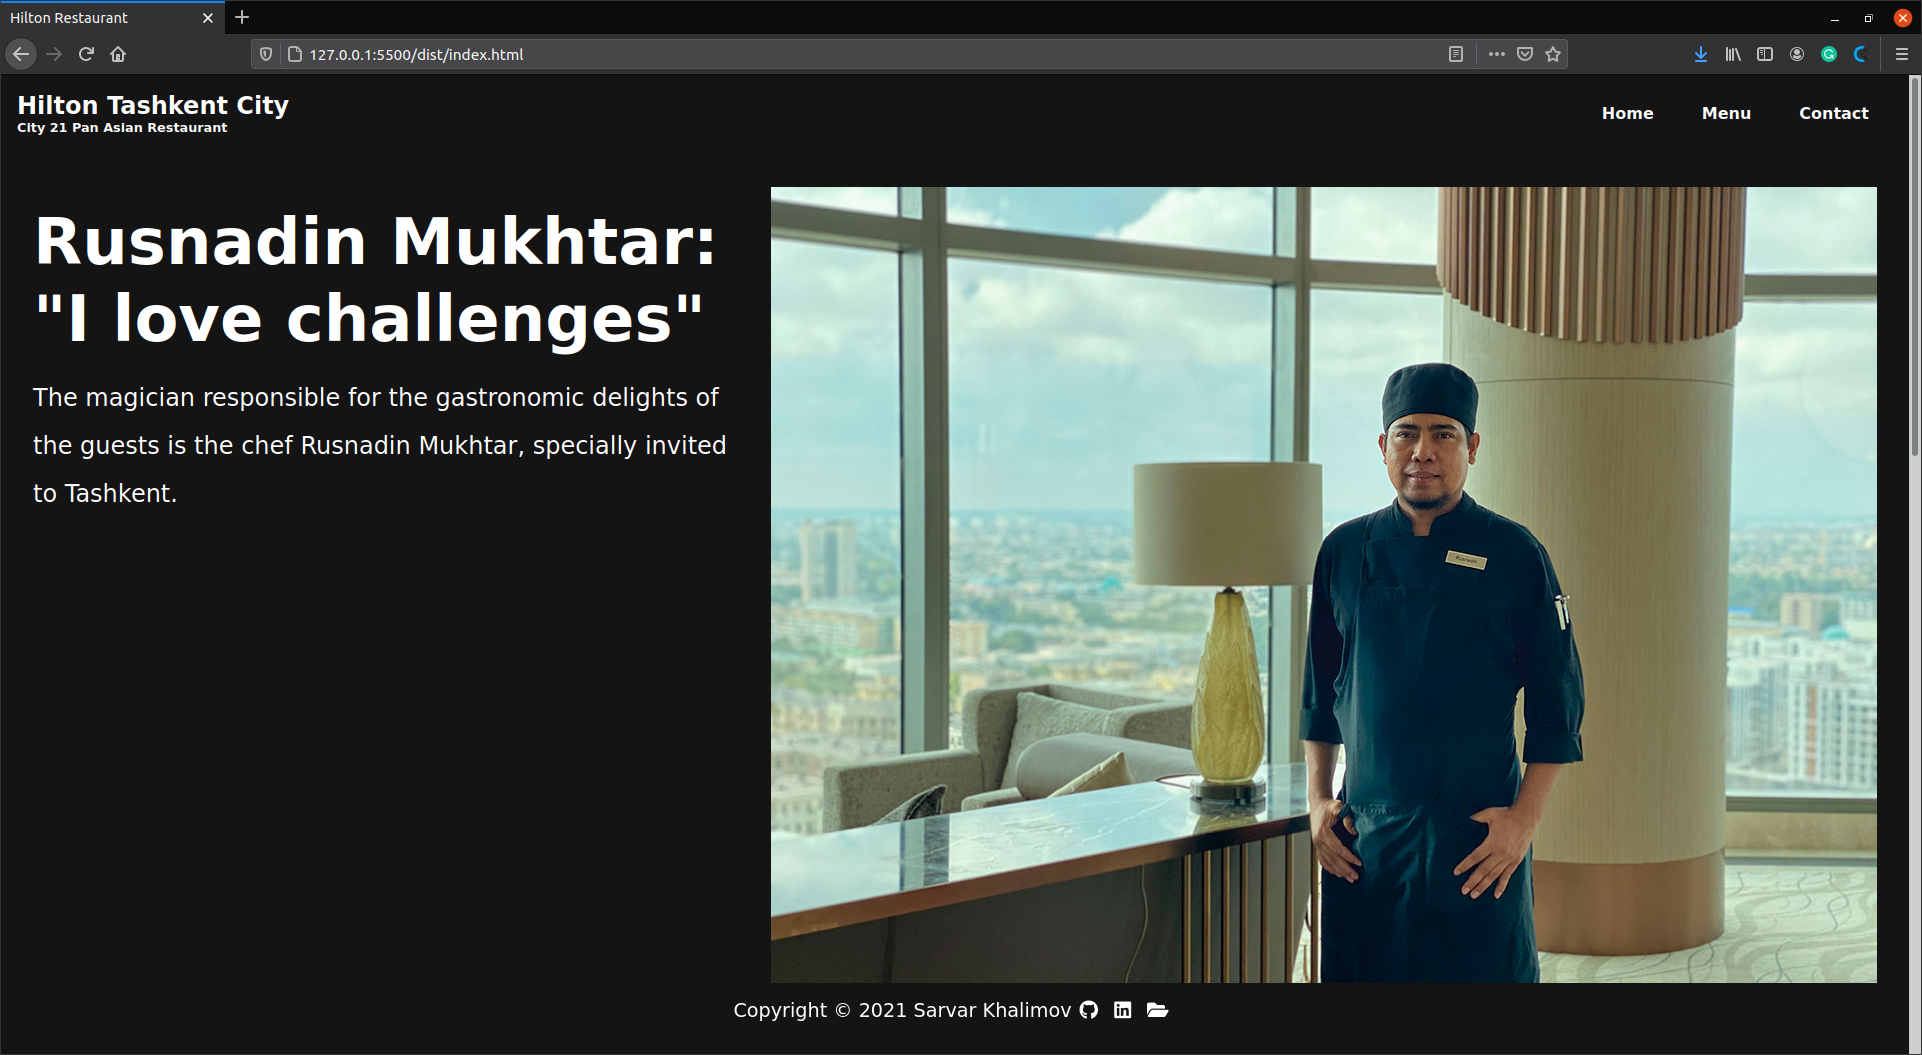 Hilton Restaurant
127.0.0.1:5500/dist/index.html
Hilton Tashkent City
City 21 Pan Asian Restaurant
Home Menu Contact
Rusnadin Mukhtar:
"I love challenges"
The magician responsible for the gastronomic delights of
the guests is the chef Rusnadin Mukhtar, specially invited
to Tashkent.
Rusnadin
Copyright © 2021 Sarvar Khalimov